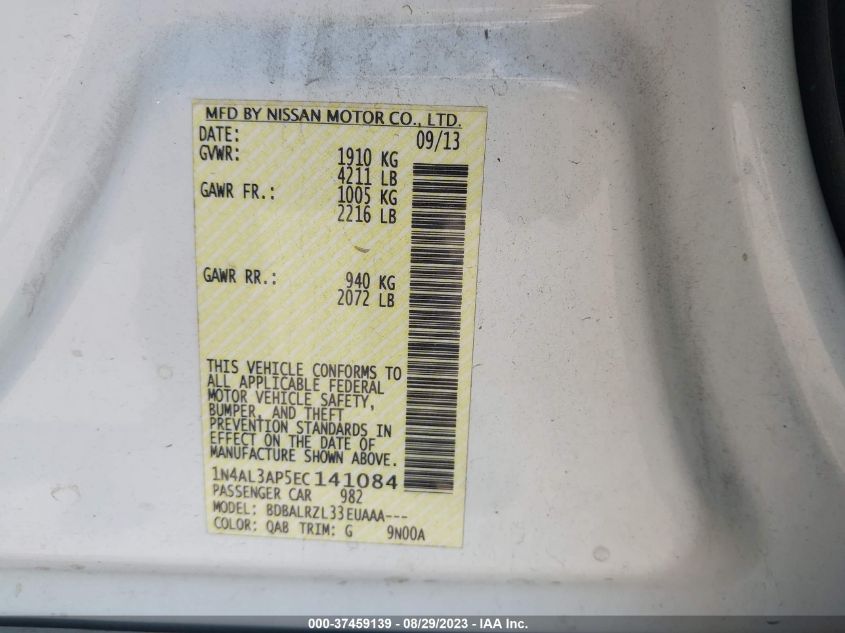 MFD BY NISSAN MOTOR CO., LTD.
DATE: 09/13
GVWR: 1910 KG
4211 LB
GAWR FR.: 1005 KG
2216 LB
GAWR RR.: 940 KG
2072 LB
THIS VEHICLE CONFORMS TO
ALL APPLICABLE FEDERAL
MOTOR VEHICLE SAFETY,
BUMPER, AND THEFT
PREVENTION STANDARDS IN
EFFECT ON THE DATE OF
MANUFACTURE SHOWN ABOVE.
1N4AL3AP5EC141084
PASSENGER CAR 982
MODEL: BDBALRZL33EUAAA---
COLOR: QAB TRIM: G 9N00A
000-37459139 - 08/29/2023 - IAA Inc.